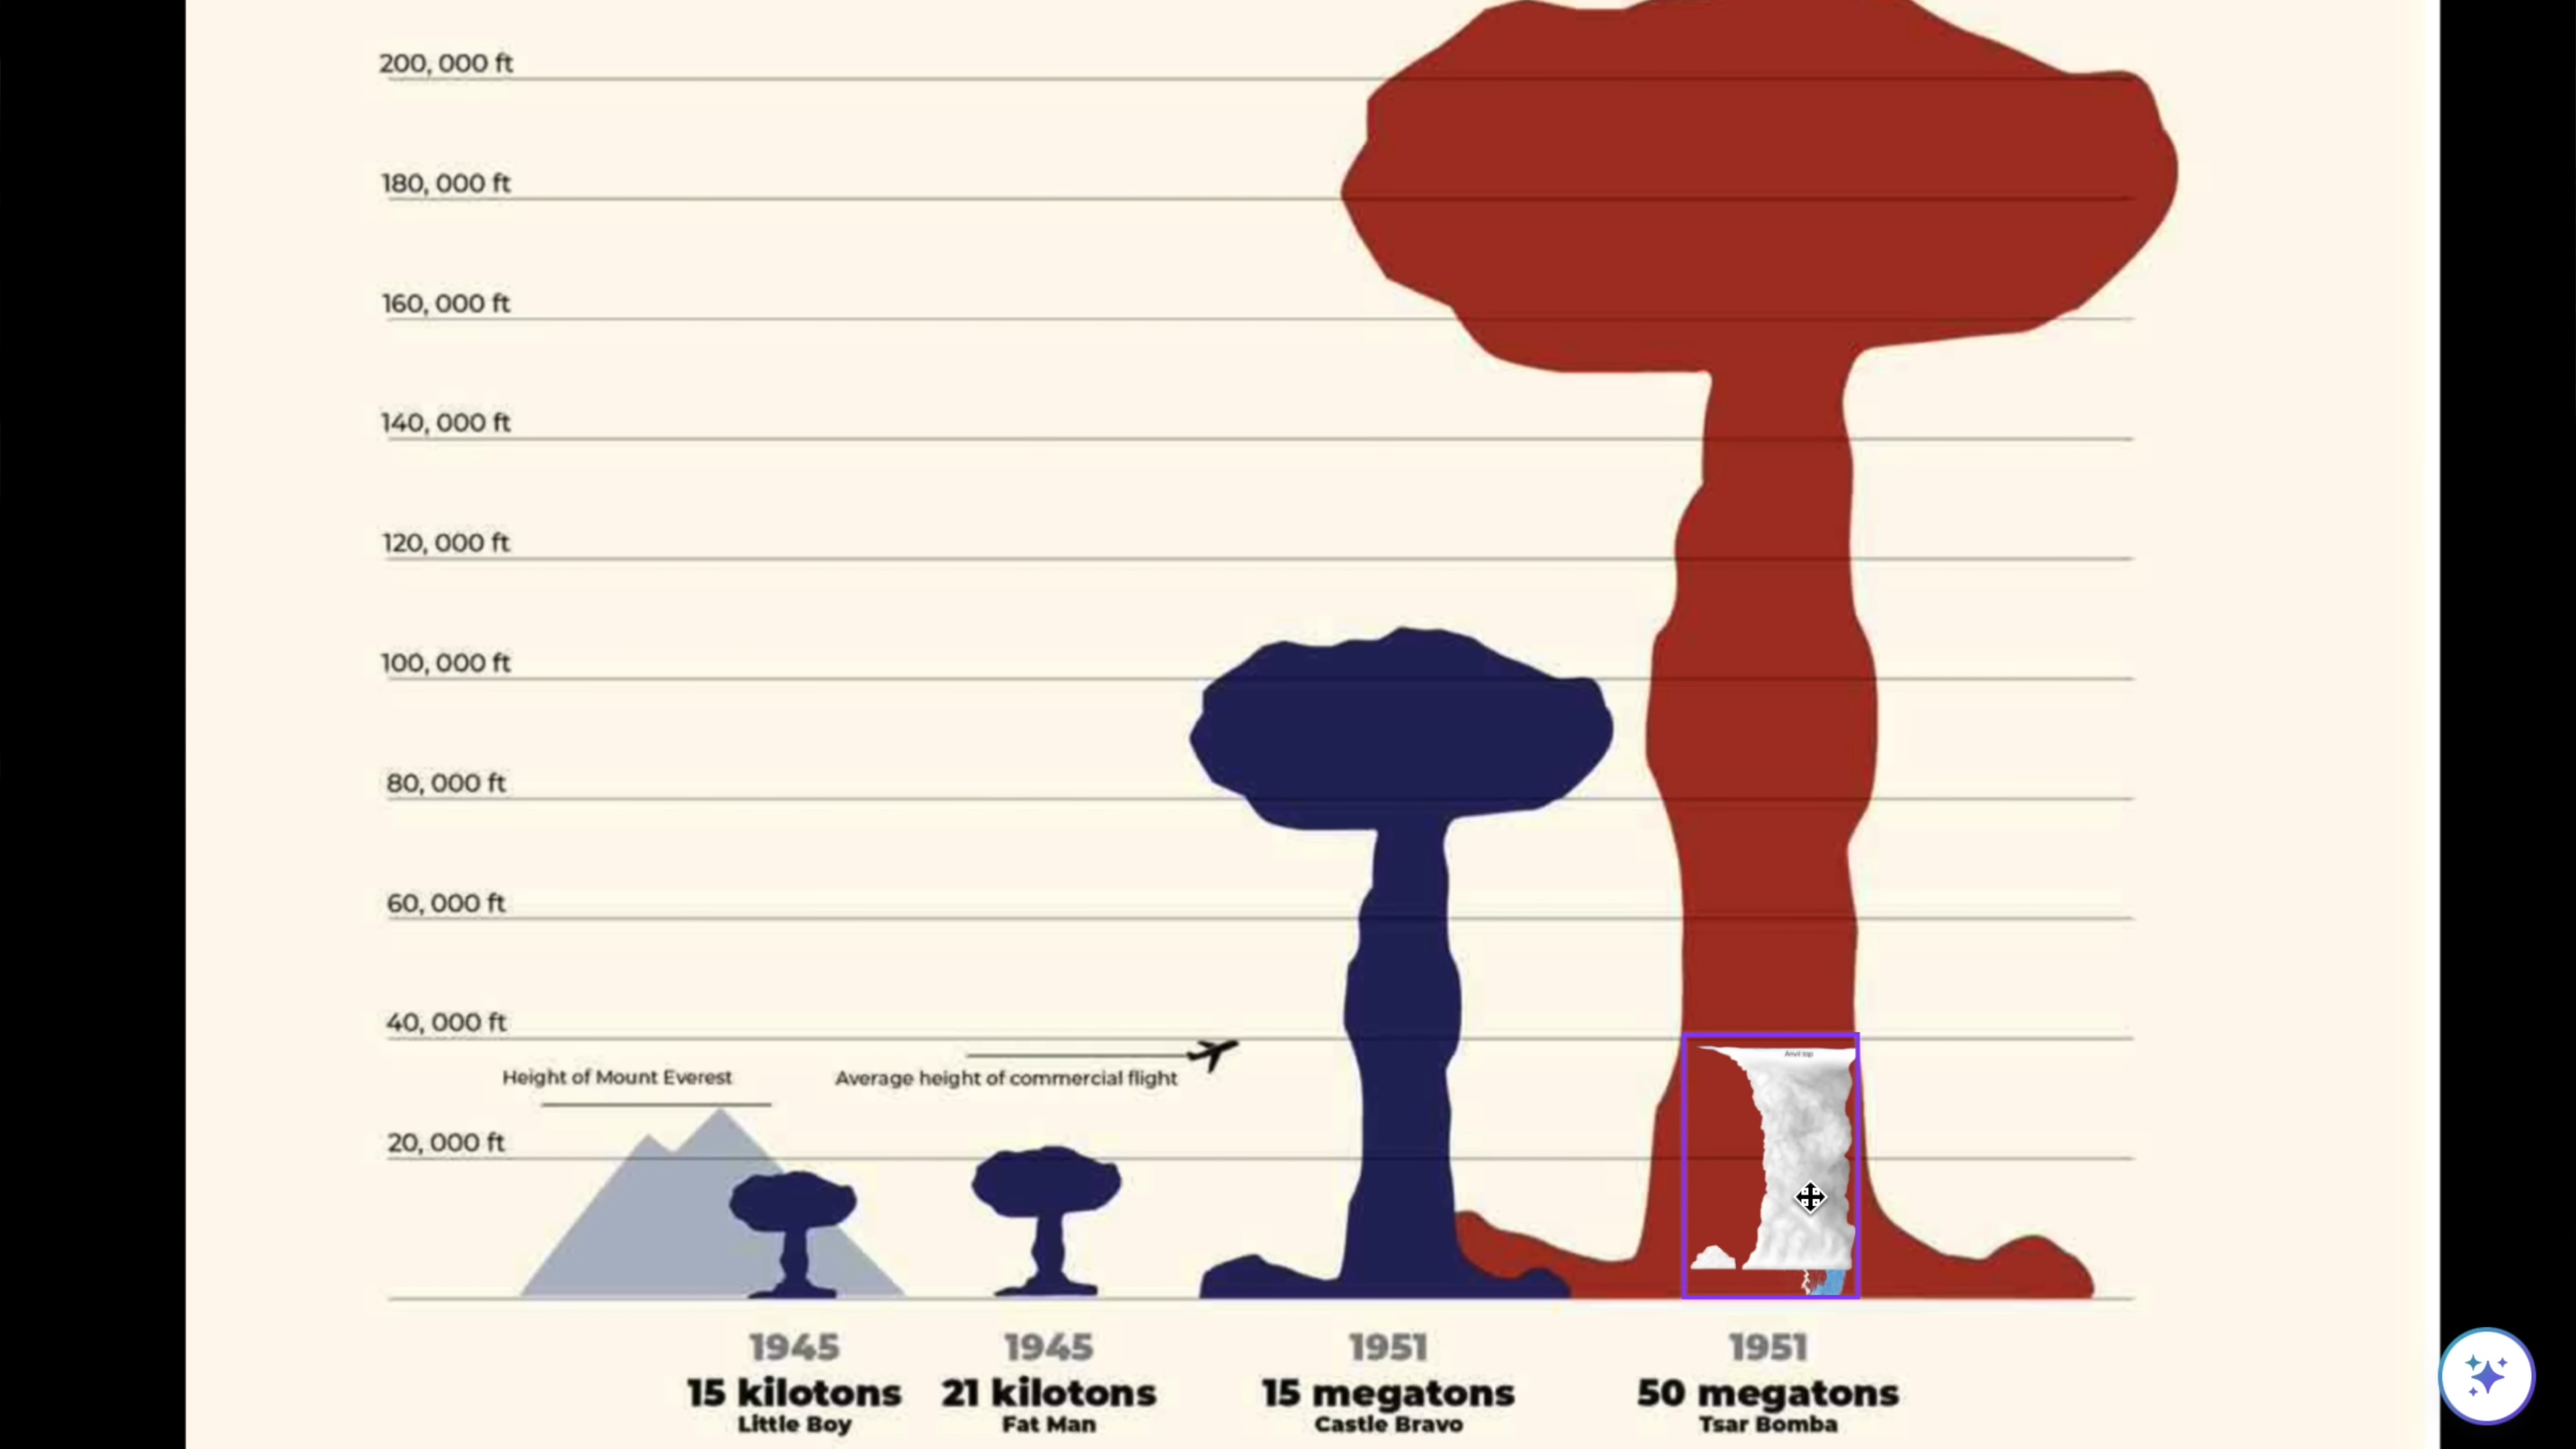 200, 000 ft
180, 000 ft
160, 000 ft
140, 000 ft
120, 000 ft
100, 000 ft
80, 000 ft
60, 000 ft
40, 000 ft
Anvil top
Height of Mount Everest
Average height of commercial flight
20, 000 ft
1945
15 kilotons
Little Boy
1945
21 kilotons
Fat Man
1951
15 megatons
Castle Bravo
1951
50 megatons
Tsar Bomba